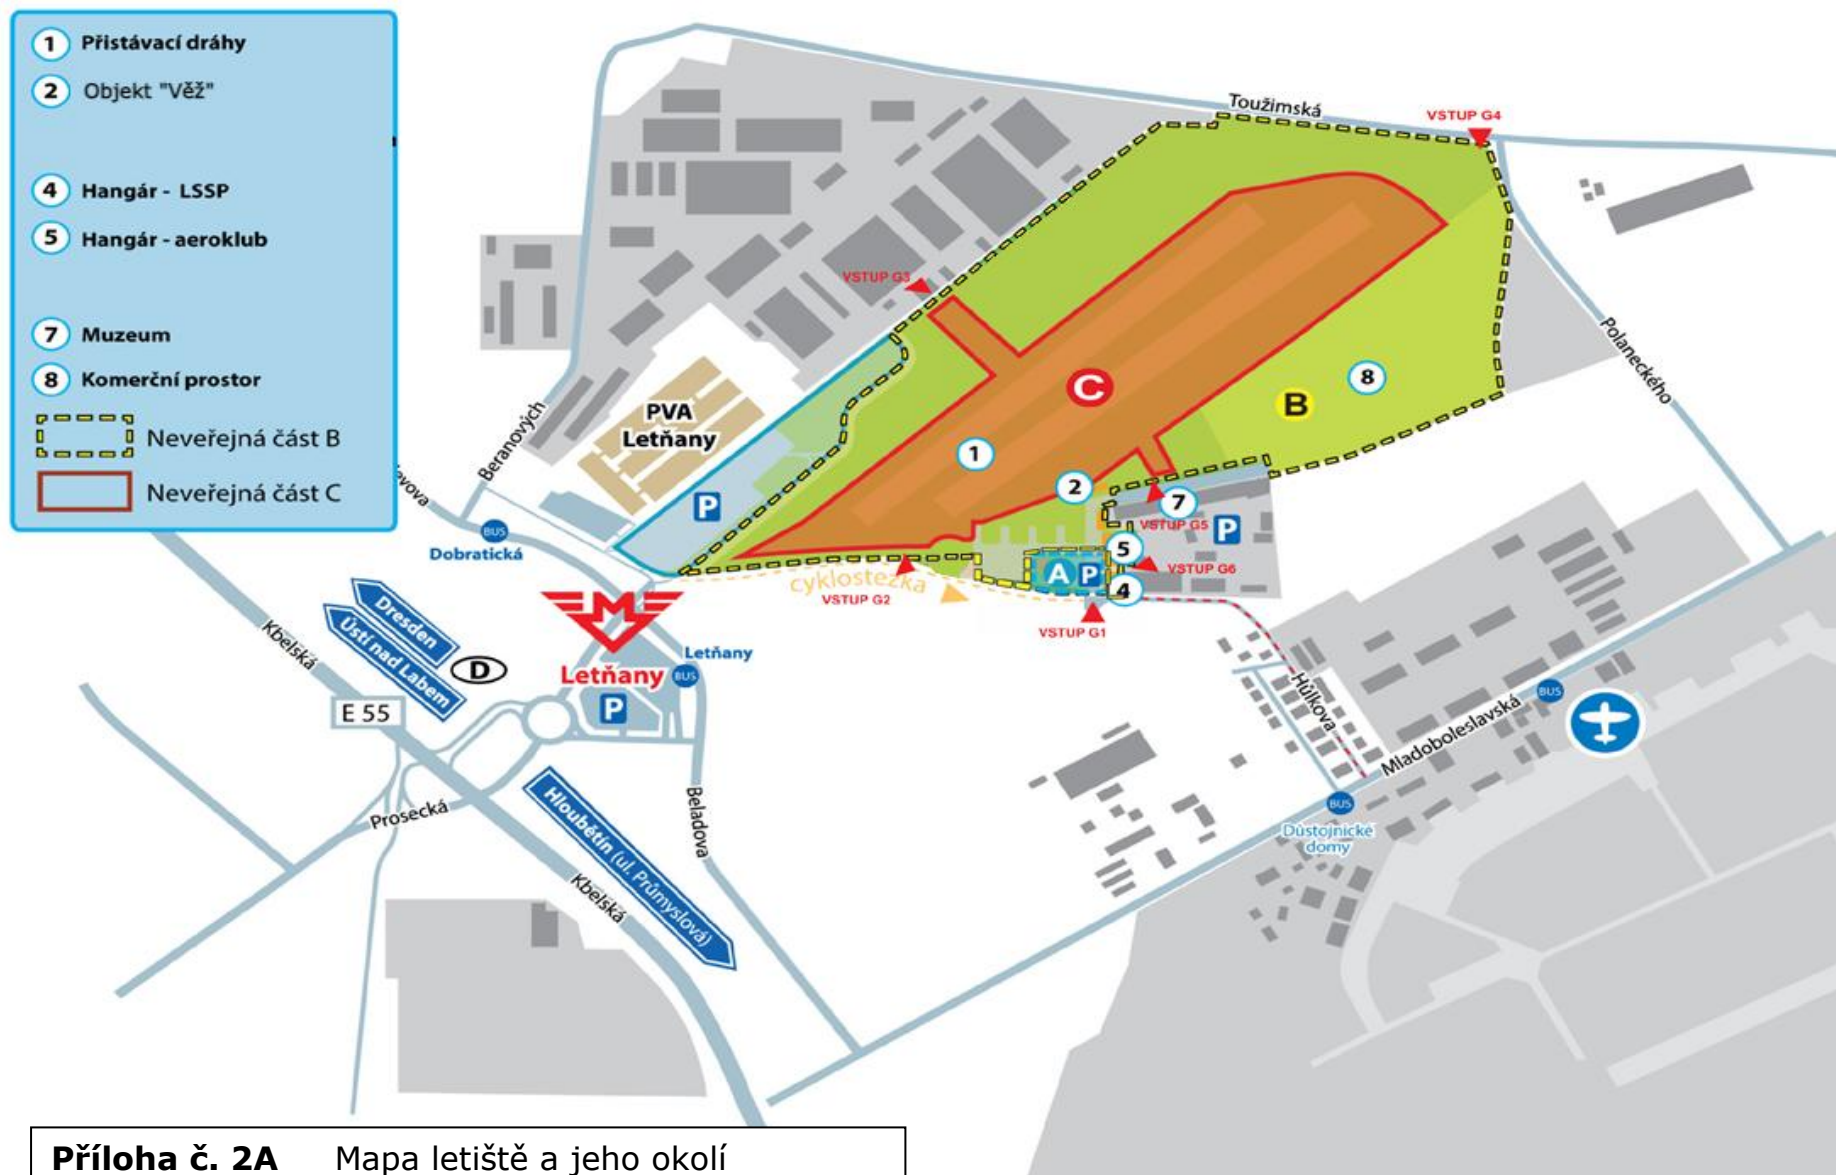 1 Přistávací dráhy
2 Objekt "Věž"
4 Hangár - LSSP
5 Hangár - aeroklub
7 Muzeum
8 Komerční prostor
Neveřejná část B
Neveřejná část C
Toužimská
VSTUP G4
VSTUP G3
Polaneckého
PVA
Letňany
Beranových
C
B
8
1
2
7
VSTUP G5
P
P
BUS
Dobratická
5
VSTUP G6
A P
4
cyklostezka
VSTUP G2
VSTUP G1
M
Letňany
Letňany
BUS
P
Dresden
Ústí nad Labem
D
E 55
Kbelská
Prosecká
Beladova
Hloubětín (ul. Průmyslová)
Kbelská
Hůlkova
Mladoboleslavská
BUS
BUS
Důstojnické
domy
Příloha č. 2A Mapa letiště a jeho okolí